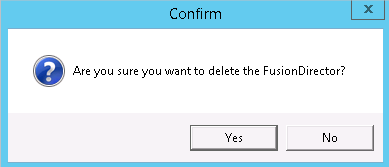 Confirm
Are you sure you want to delete the FusionDirector?
Yes
No